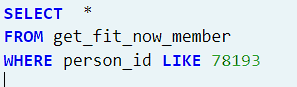 SELECT  *
FROM get_fit_now_member
WHERE person_id LIKE 78193